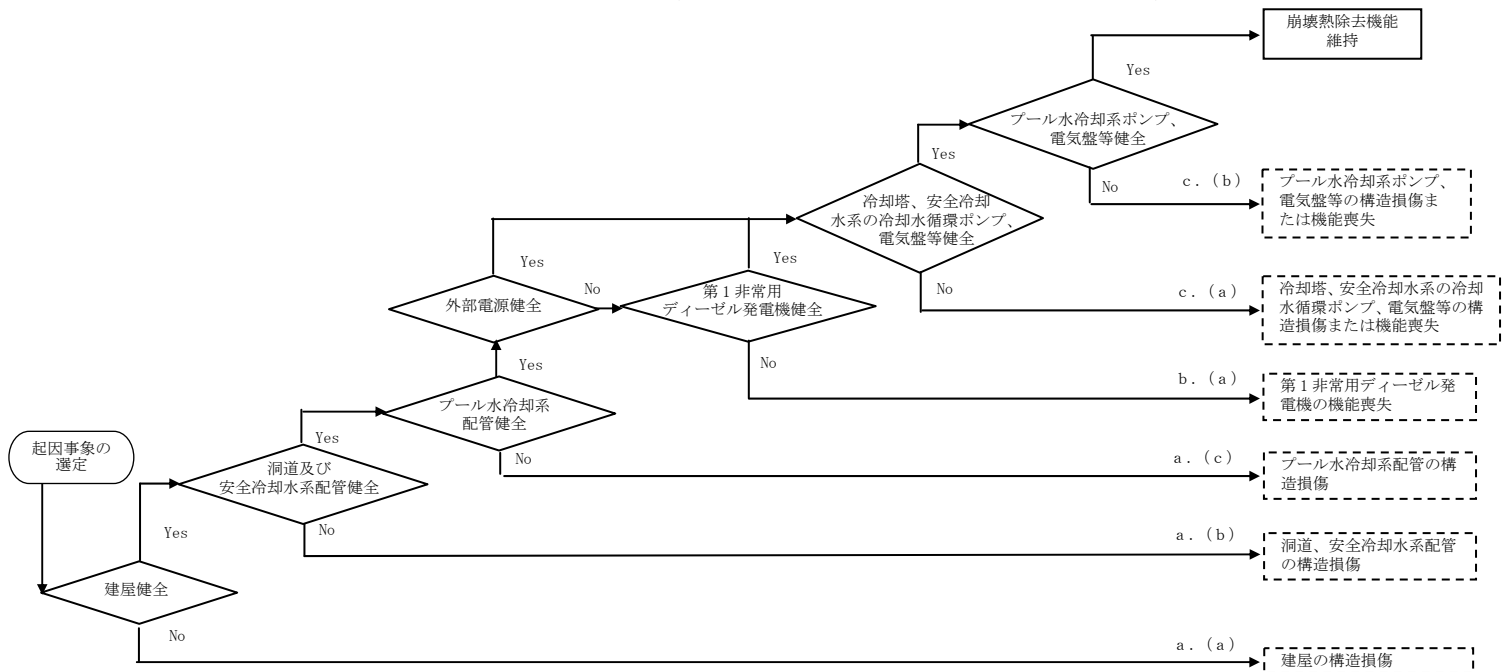 崩壊熱除去機能
維持
Yes
プール水冷却系ポンプ、
電気盤等健全
Yes
No
c.(b)
プール水冷却系ポンプ、
電気盤等の構造損傷ま
たは機能喪失
冷却塔、安全冷却
水系の冷却水循環ポンプ、
電気盤等健全
Yes
No
Yes
外部電源健全
第1非常用
ディーゼル発電機健全
No
c.(a)
冷却塔、安全冷却水系の冷却
水循環ポンプ、電気盤等の構
造損傷または機能喪失
Yes
No
b.(a)
第1非常用ディーゼル発
電機の機能喪失
プール水冷却系
配管健全
起因事象の
選定
Yes
No
a.(c)
プール水冷却系配管の構
造損傷
洞道及び
安全冷却水系配管健全
Yes
No
a.(b)
洞道、安全冷却水系配管
の構造損傷
建屋健全
No
a.(a)
建屋の構造損傷